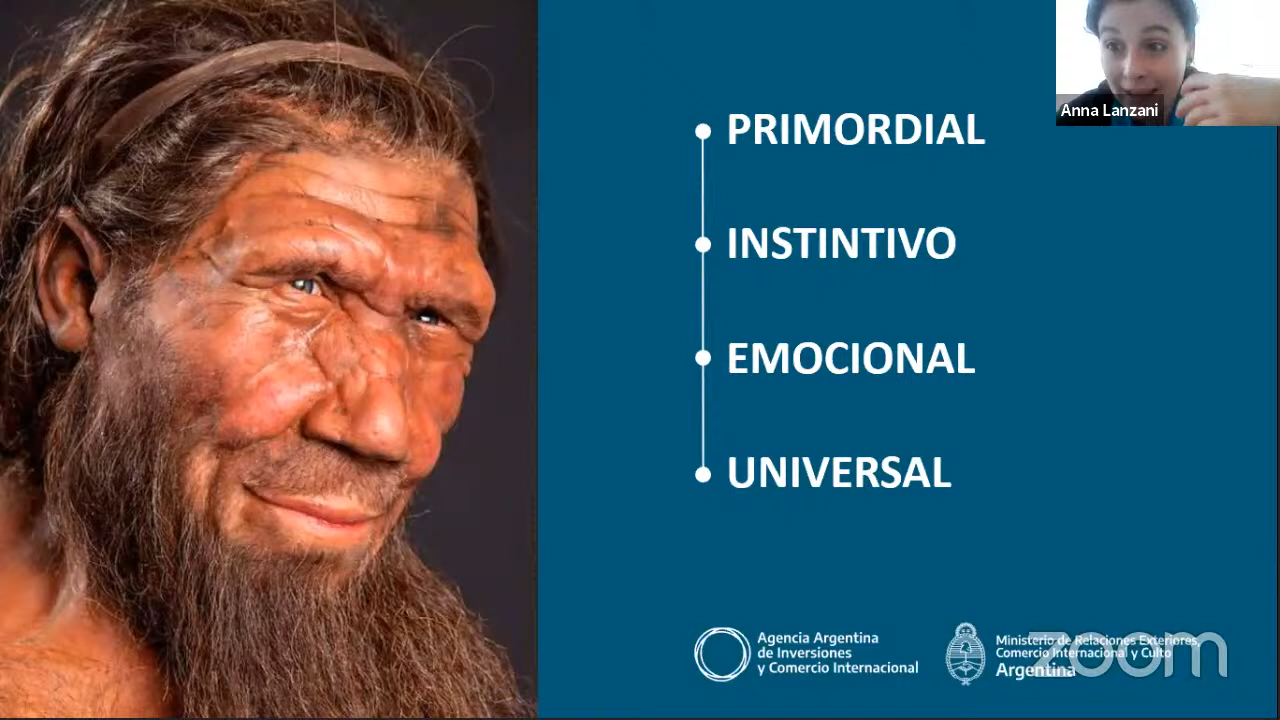 Anna Lanzani
PRIMORDIAL
INSTINTIVO
EMOCIONAL
UNIVERSAL
Agencia Argentina
de Inversiones
y Comercio Internacional
Ministerio de Relaciones Exteriores,
Comercio Internacional y Culto
Argentina
zoom